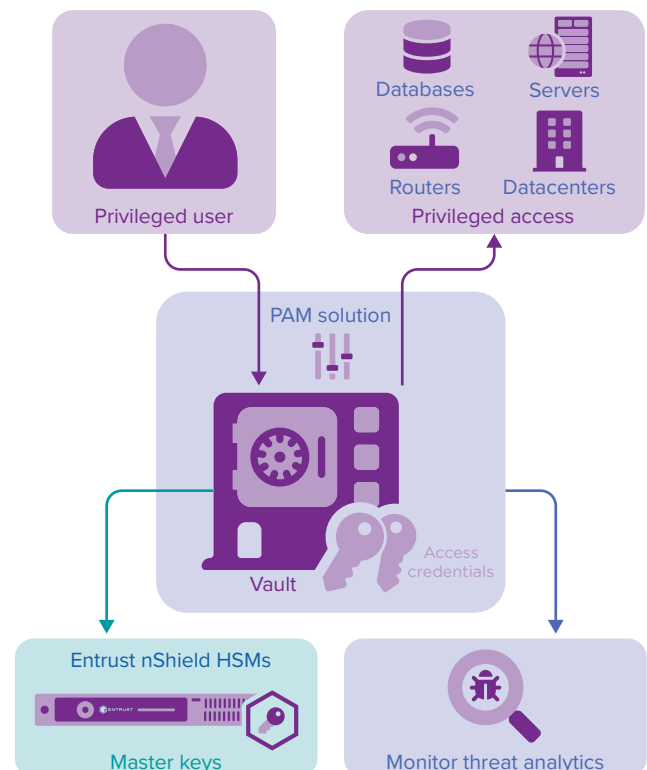 Databases
Servers
Routers
Datacenters
Privileged user
Privileged access
PAM solution
Access
credentials
Vault
Entrust nShield HSMs
ENTRUST
Master keys
Monitor threat analytics